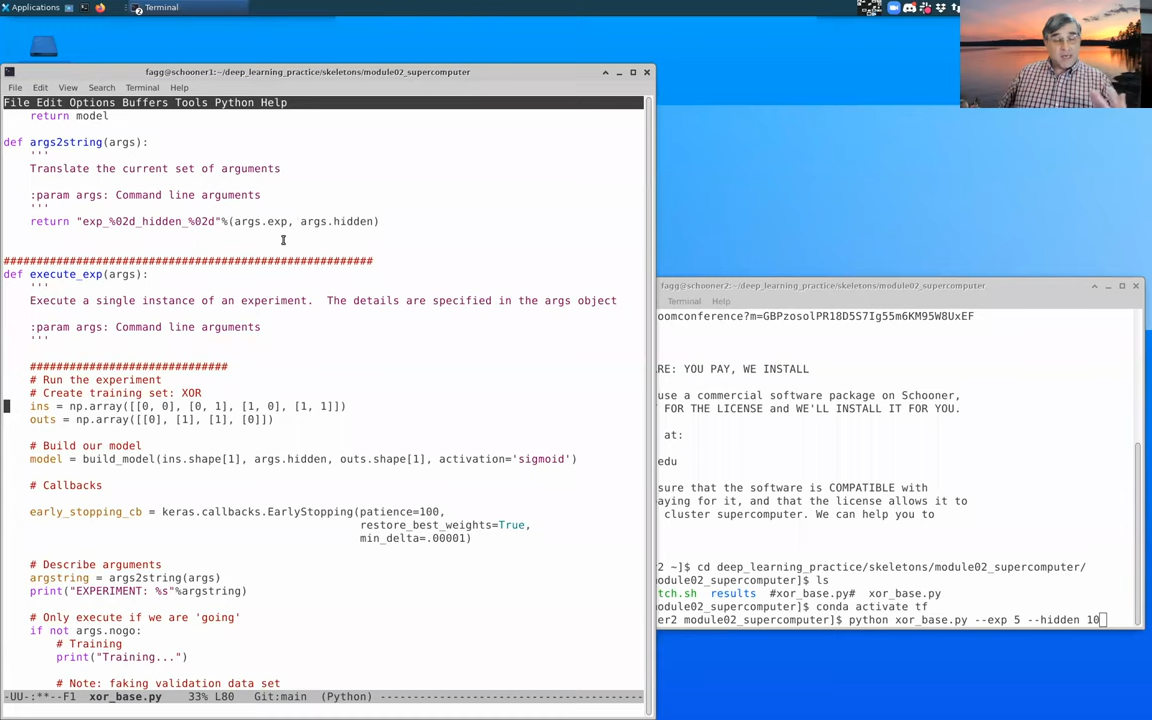 Applications
Terminal
fagg@schooner1:~/deep_learning_practice/skeletons/module02_supercomputer
File Edit View Search Terminal Help
File Edit Options Buffers Tools Python Help
    return model
def args2string(args):
    '''
    Translate the current set of arguments
    :param args: Command line arguments
    '''
    return "exp_%02d_hidden_%02d"%(args.exp, args.hidden)
########################################################
def execute_exp(args):
    '''
    Execute a single instance of an experiment.  The details are specified in the args object
    :param args: Command line arguments
    '''
    ##############################
    # Run the experiment
    # Create training set: XOR
    ins = np.array([[0, 0], [0, 1], [1, 0], [1, 1]])
    outs = np.array([[0], [1], [1], [0]])
    # Build our model
    model = build_model(ins.shape[1], args.hidden, outs.shape[1], activation='sigmoid')
    # Callbacks
    early_stopping_cb = keras.callbacks.EarlyStopping(patience=100,
                                                      restore_best_weights=True,
                                                      min_delta=.00001)
    # Describe arguments
    argstring = args2string(args)
    print("EXPERIMENT: %s"%argstring)
    # Only execute if we are 'going'
    if not args.nogo:
        # Training
        print("Training...")
        # Note: faking validation data set
-UU-:**--F1  xor_base.py    33% L80    Git:main  (Python) ----------------------------------------
fagg@schooner2:~/deep_learning_practice/skeletons/module02_supercomputer
Terminal Help
oomconference?m=GBPzosolPR18D5S7Ig55m6KM95W8UxEF
RE: YOU PAY, WE INSTALL
use a commercial software package on Schooner,
FOR THE LICENSE and WE'LL INSTALL IT FOR YOU.
at:
edu
sure that the software is COMPATIBLE with
aying for it, and that the license allows it to
cluster supercomputer. We can help you to
r2 ~]$ cd deep_learning_practice/skeletons/module02_supercomputer/
module02_supercomputer]$ ls
tch.sh  results  #xor_base.py#  xor_base.py
module02_supercomputer]$ conda activate tf
er2 module02_supercomputer]$ python xor_base.py --exp 5 --hidden 10